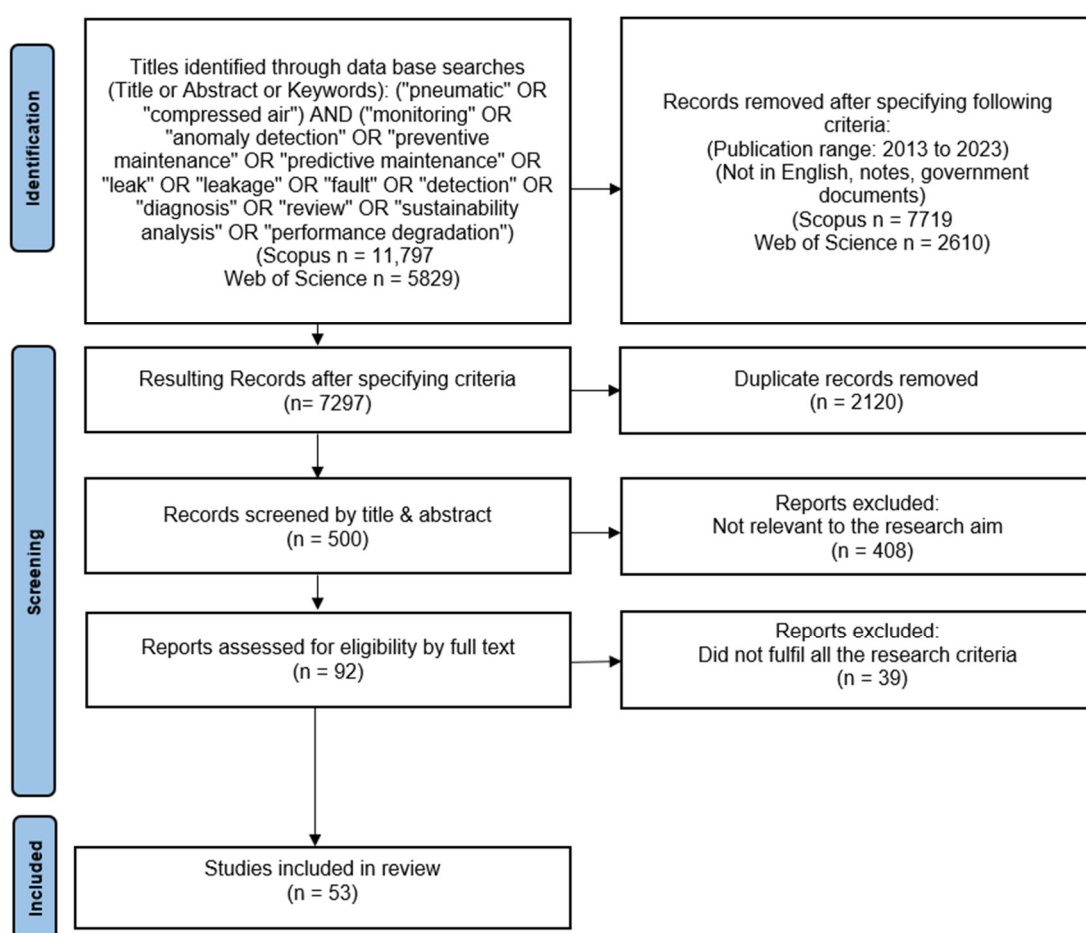 Identification
Titles identified through data base searches
(Title or Abstract or Keywords): ("pneumatic" OR
"compressed air") AND ("monitoring" OR
"anomaly detection" OR "preventive
maintenance" OR "predictive maintenance" OR
"leak" OR "leakage" OR "fault" OR "detection" OR
"diagnosis" OR "review" OR "sustainability
analysis" OR "performance degradation")
(Scopus n = 11,797
Web of Science n = 5829)
Records removed after specifying following
criteria:
(Publication range: 2013 to 2023)
(Not in English, notes, government
documents)
(Scopus n = 7719
Web of Science n = 2610)
Screening
Resulting Records after specifying criteria
(n= 7297)
Duplicate records removed
(n = 2120)
Records screened by title & abstract
(n = 500)
Reports excluded:
Not relevant to the research aim
(n = 408)
Reports assessed for eligibility by full text
(n = 92)
Reports excluded:
Did not fulfil all the research criteria
(n = 39)
Included
Studies included in review
(n = 53)